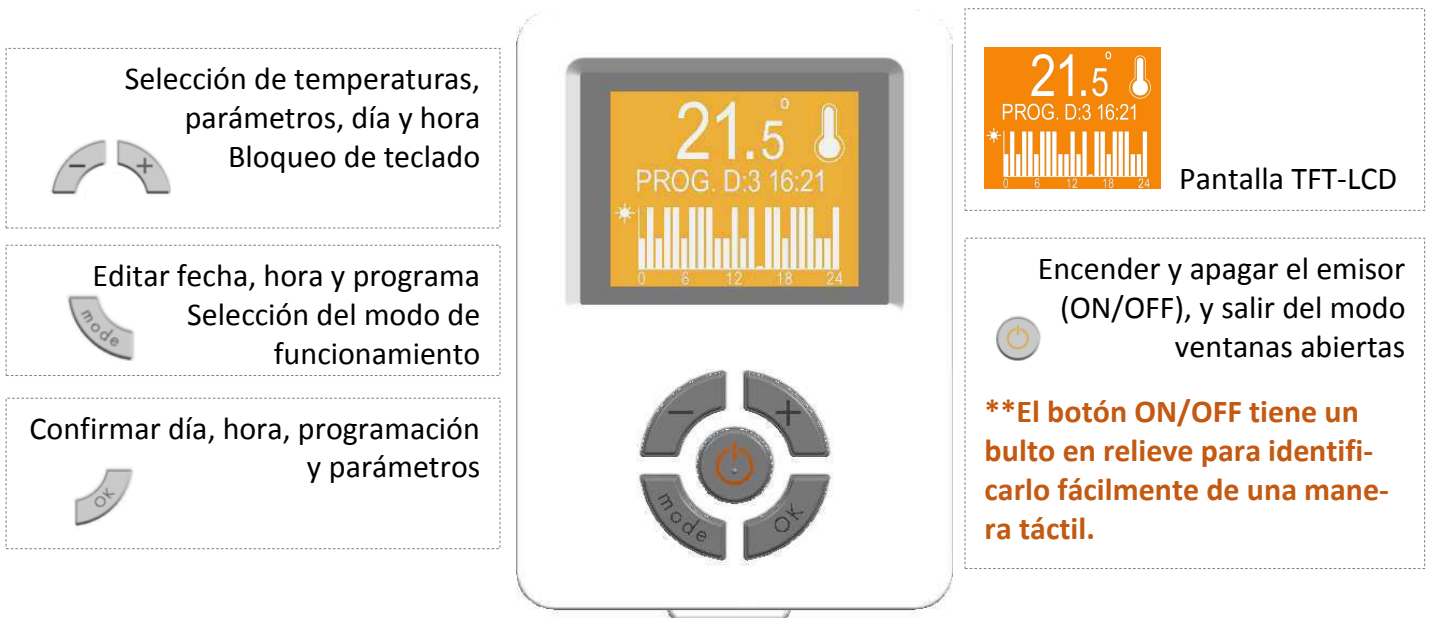 Selección de temperaturas,
parámetros, día y hora
Bloqueo de teclado
- +
Editar fecha, hora y programa
Selección del modo de
funcionamiento
mode
Confirmar día, hora, programación
y parámetros
OK
21.5°
PROG. D:3 16:21
0 6 12 18 24
- +
mode OK
21.5°
PROG. D:3 16:21
0 6 12 18 24
Pantalla TFT-LCD
Encender y apagar el emisor
(ON/OFF), y salir del modo
ventanas abiertas
**El botón ON/OFF tiene un
bulto en relieve para identifi-
carlo fácilmente de una mane-
ra táctil.